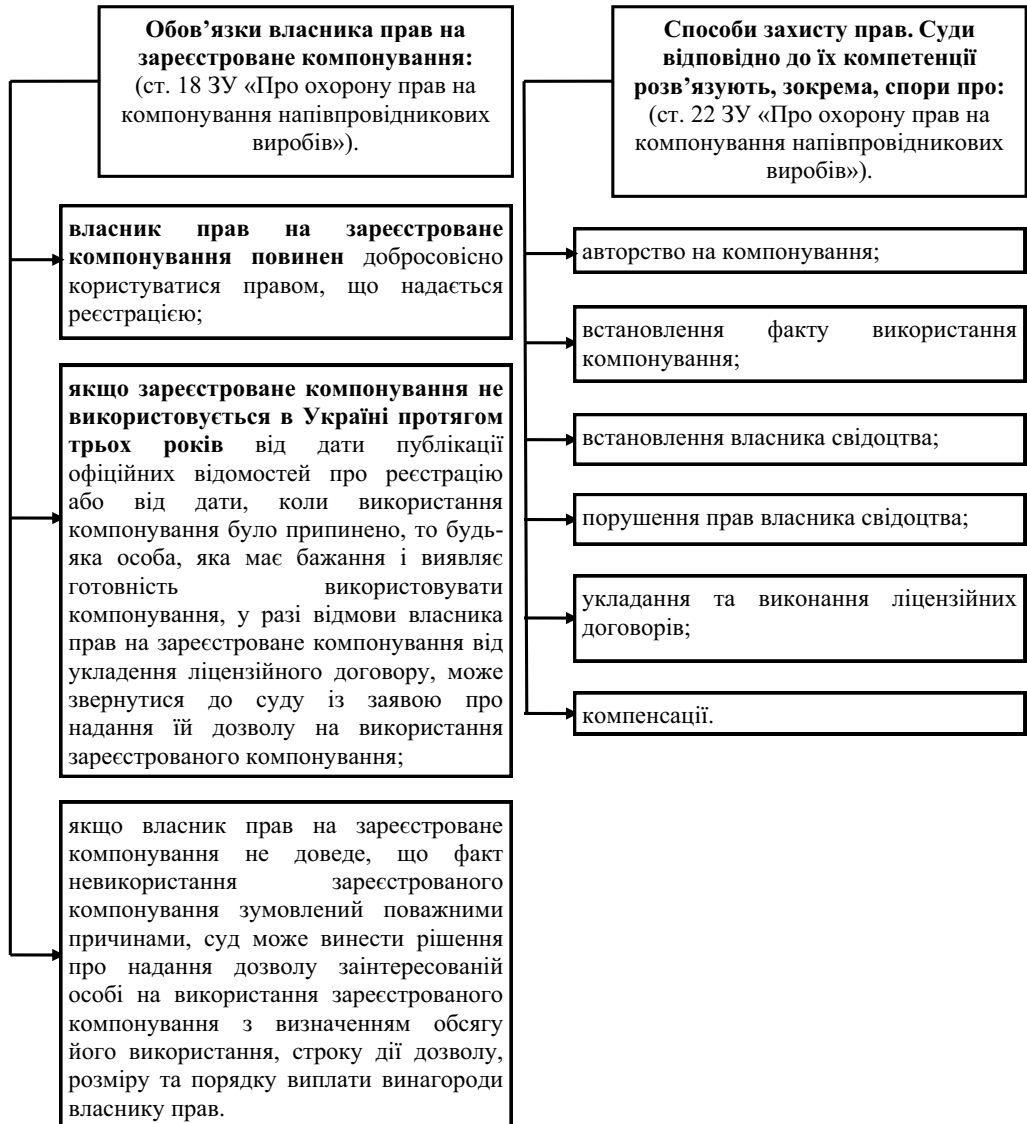 Обов’язки власника прав на
зареєстроване компонування:
(ст. 18 ЗУ «Про охорону прав на
компонування напівпровідникових
виробів»).
власник прав на зареєстроване
компонування повинен добросовісно
користуватися правом, що надається
реєстрацією;
якщо зареєстроване компонування не
використовується в Україні протягом
трьох років від дати публікації
офіційних відомостей про реєстрацію
або від дати, коли використання
компонування було припинено, то будь-
яка особа, яка має бажання і виявляє
готовність використовувати
компонування, у разі відмови власника
прав на зареєстроване компонування від
укладення ліцензійного договору, може
звернутися до суду із заявою про
надання їй дозволу на використання
зареєстрованого компонування;
якщо власник прав на зареєстроване
компонування не доведе, що факт
невикористання зареєстрованого
компонування зумовлений поважними
причинами, суд може винести рішення
про надання дозволу заінтересованій
особі на використання зареєстрованого
компонування з визначенням обсягу
його використання, строку дії дозволу,
розміру та порядку виплати винагороди
власнику прав.
Способи захисту прав. Суди
відповідно до їх компетенції
розв’язують, зокрема, спори про:
(ст. 22 ЗУ «Про охорону прав на
компонування напівпровідникових
виробів»).
авторство на компонування;
встановлення факту використання
компонування;
встановлення власника свідоцтва;
порушення прав власника свідоцтва;
укладання та виконання ліцензійних
договорів;
компенсації.